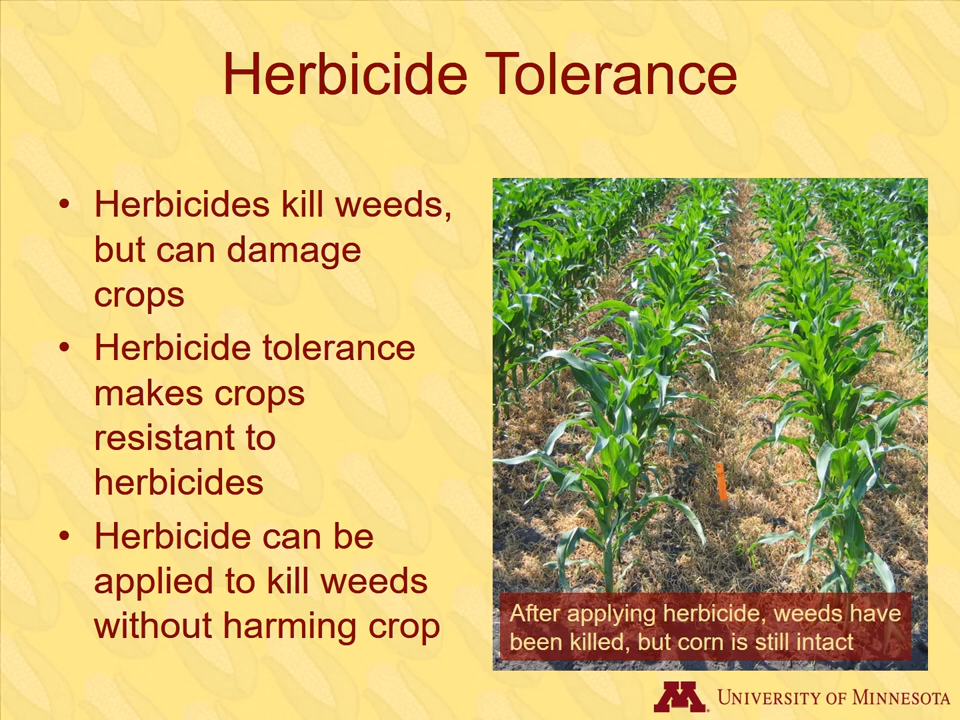 Herbicide Tolerance
• Herbicides kill weeds,
but can damage
crops
• Herbicide tolerance
makes crops
resistant to
herbicides
• Herbicide can be
applied to kill weeds
without harming crop
After applying herbicide, weeds have
been killed, but corn is still intact
M UNIVERSITY OF MINNESOTA